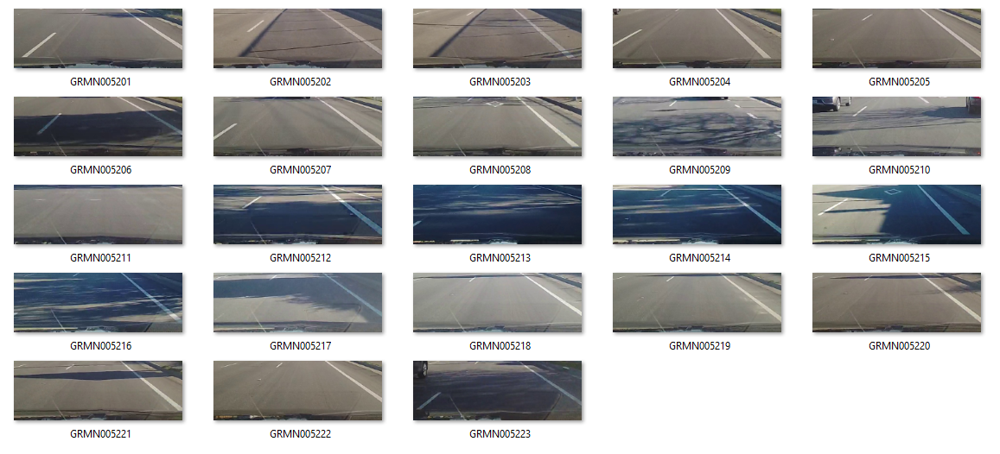 GRMN005201 GRMN005202 GRMN005203 GRMN005204 GRMN005205
GRMN005206 GRMN005207 GRMN005208 GRMN005209 GRMN005210
GRMN005211 GRMN005212 GRMN005213 GRMN005214 GRMN005215
GRMN005216 GRMN005217 GRMN005218 GRMN005219 GRMN005220
GRMN005221 GRMN005222 GRMN005223